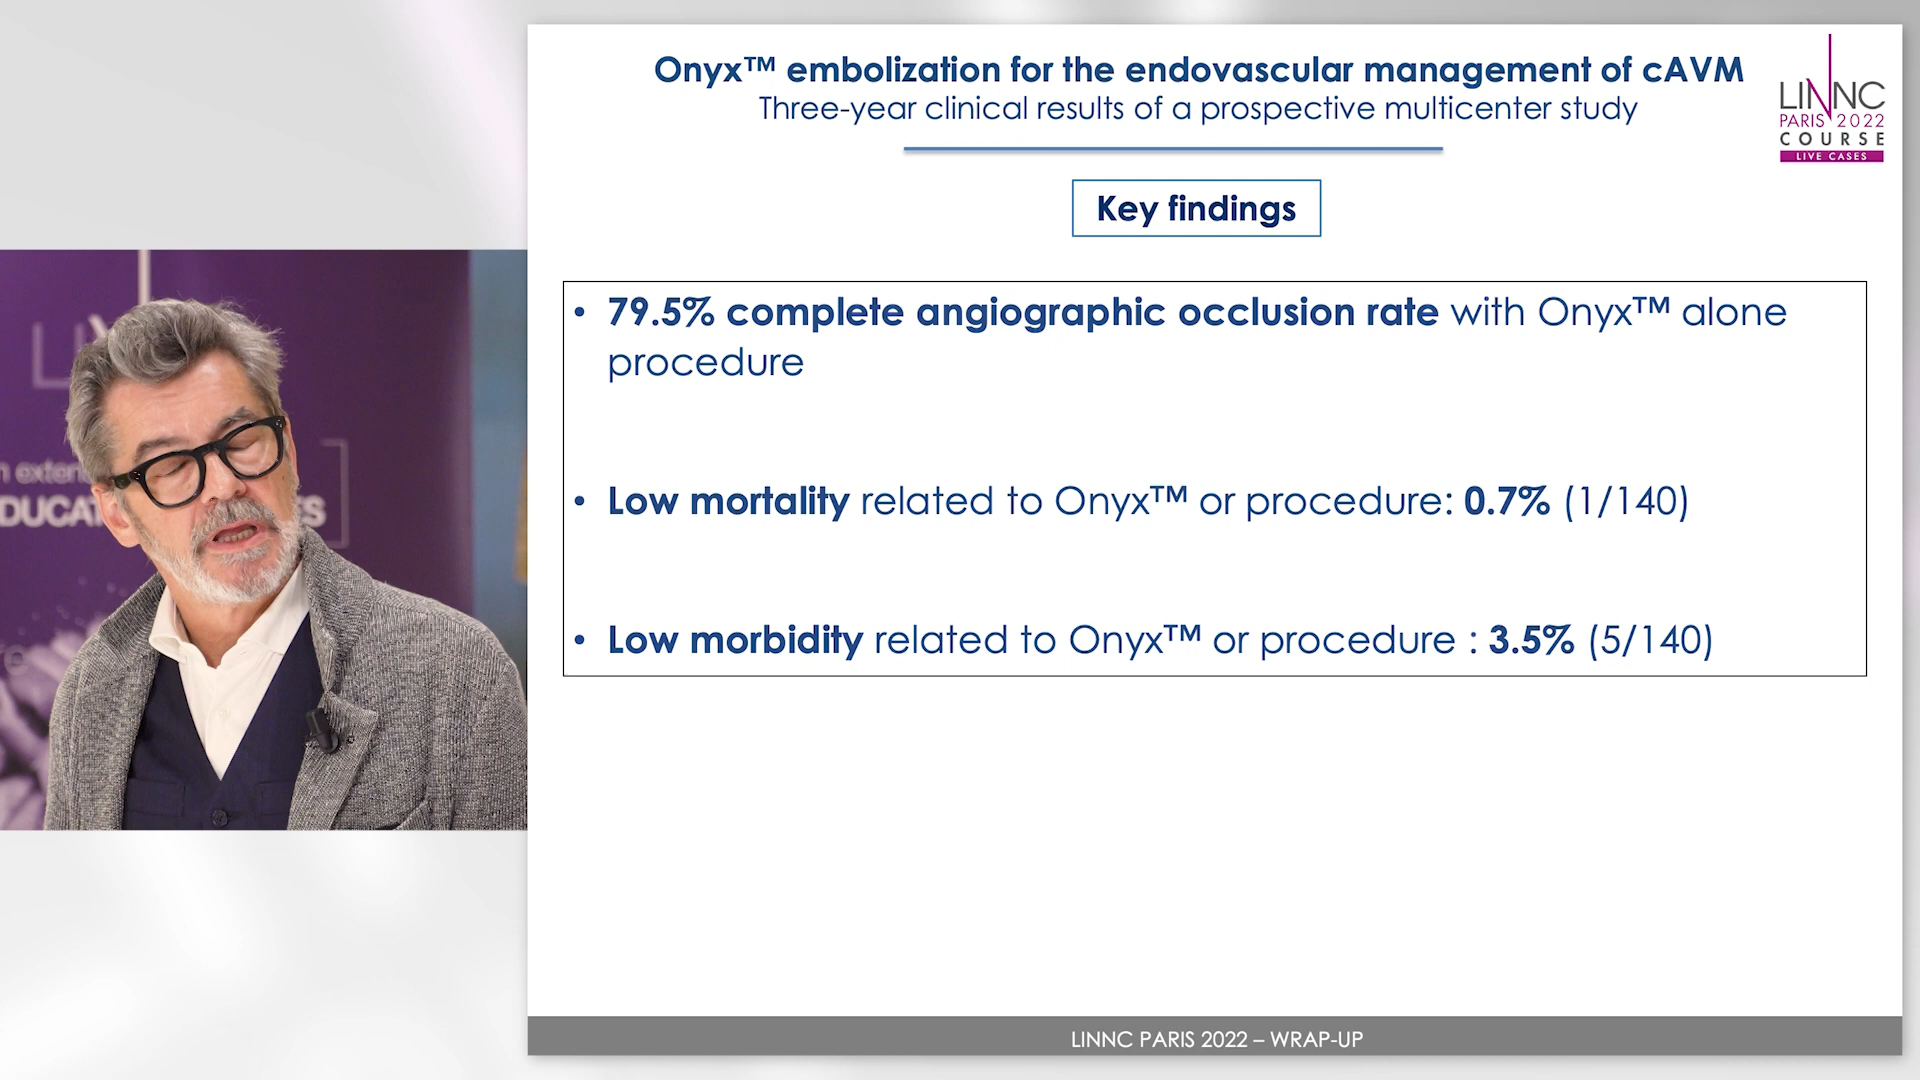 Onyx™ embolization for the endovascular management of cAVM
Three-year clinical results of a prospective multicenter study
LINNC
PARIS 2022
COURSE
LIVE CASES
Key findings
• 79.5% complete angiographic occlusion rate with Onyx™ alone
procedure
• Low mortality related to Onyx™ or procedure: 0.7% (1/140)
• Low morbidity related to Onyx™ or procedure : 3.5% (5/140)
LINNC PARIS 2022 – WRAP-UP